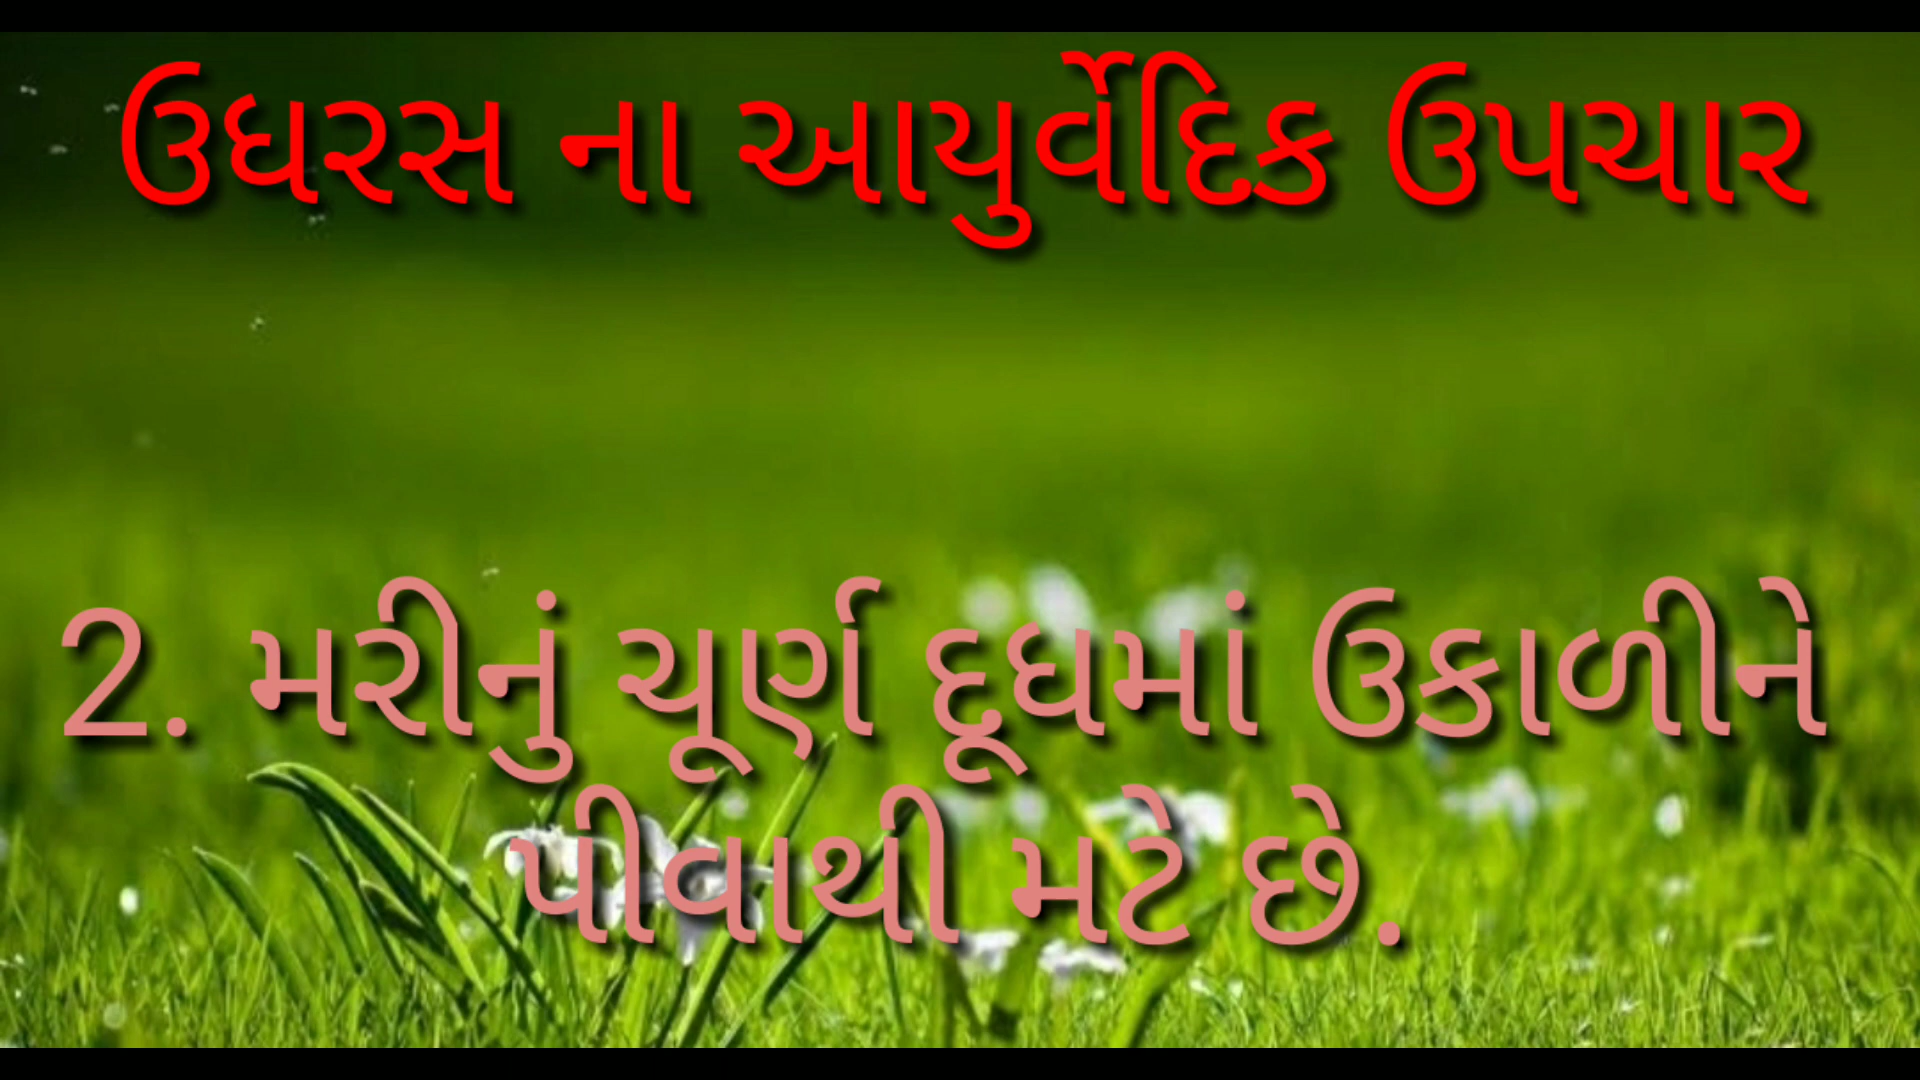 ઉધરસ ના આયુર્વેદિક ઉપચાર
2. મરીનું ચૂર્ણ દૂધમાં ઉકાળીને
પીવાથી મટે છે.